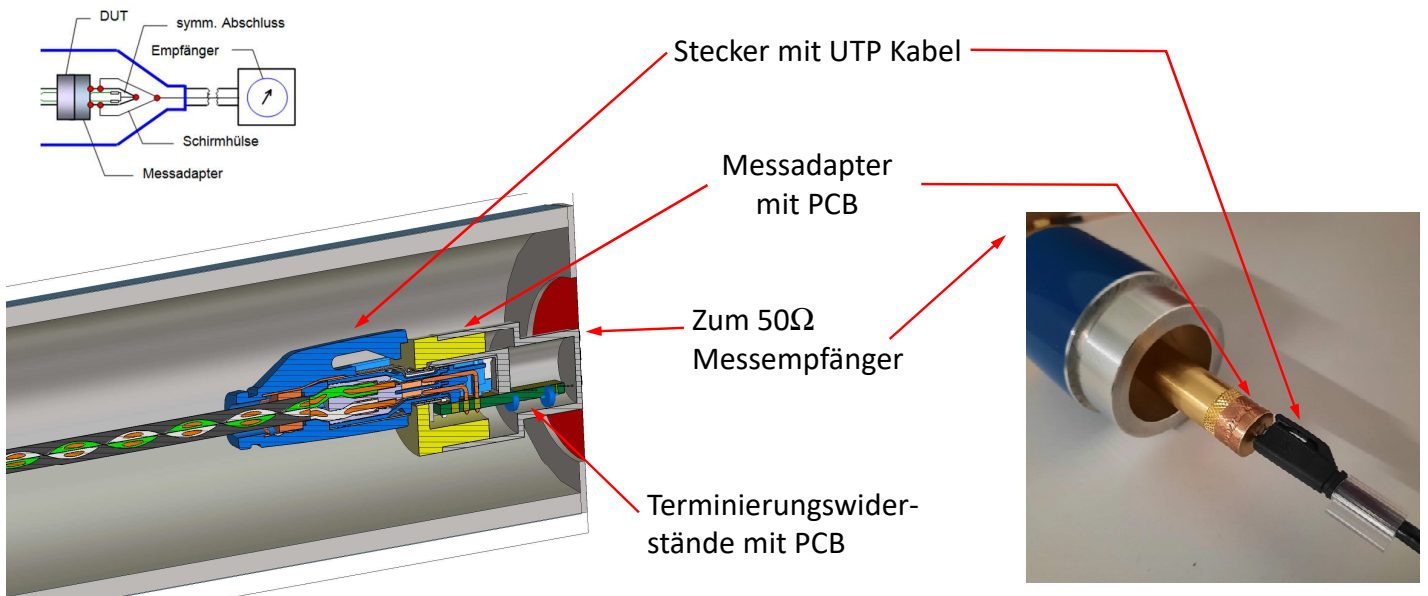 DUT
symm. Abschluss
Empfänger
Schirmhülse
Messadapter
Stecker mit UTP Kabel
Messadapter
mit PCB
Zum 50Ω
Messempfänger
Terminierungswider-
stände mit PCB